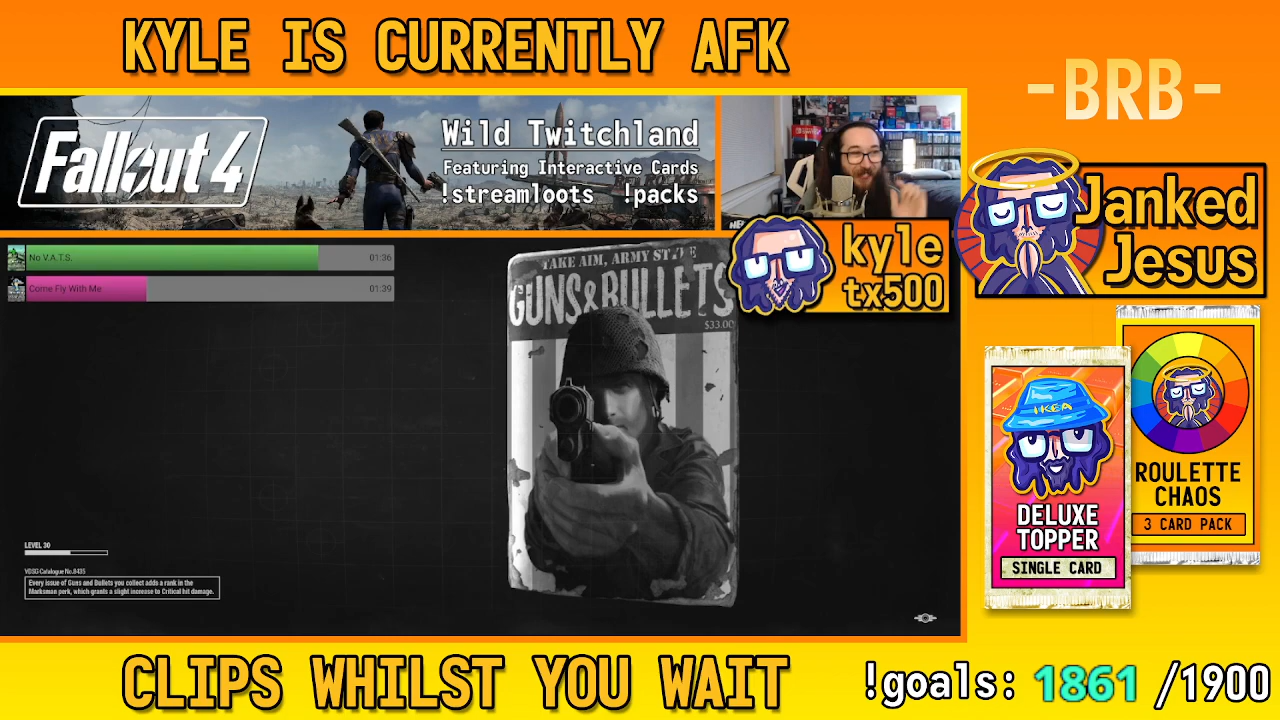 KYLE IS CURRENTLY AFK
-BRB-
Fallout 4
Wild Twitchland
Featuring Interactive Cards
!streamloots !packs
Janked
Jesus
kyle
tx500
No V.A.T.S.
01:36
Come Fly With Me
01:39
TAKE AIM, ARMY STYLE
GUNS&BULLETS
$33.00
IKEA
DELUXE
TOPPER
SINGLE CARD
ROULETTE
CHAOS
3 CARD PACK
LEVEL 30
VDSG Catalogue No.8435
Every issue of Guns and Bullets you collect adds a rank in the
Marksman perk, which grants a slight increase to Critical hit damage.
CLIPS WHILST YOU WAIT
!goals: 1861 /1900